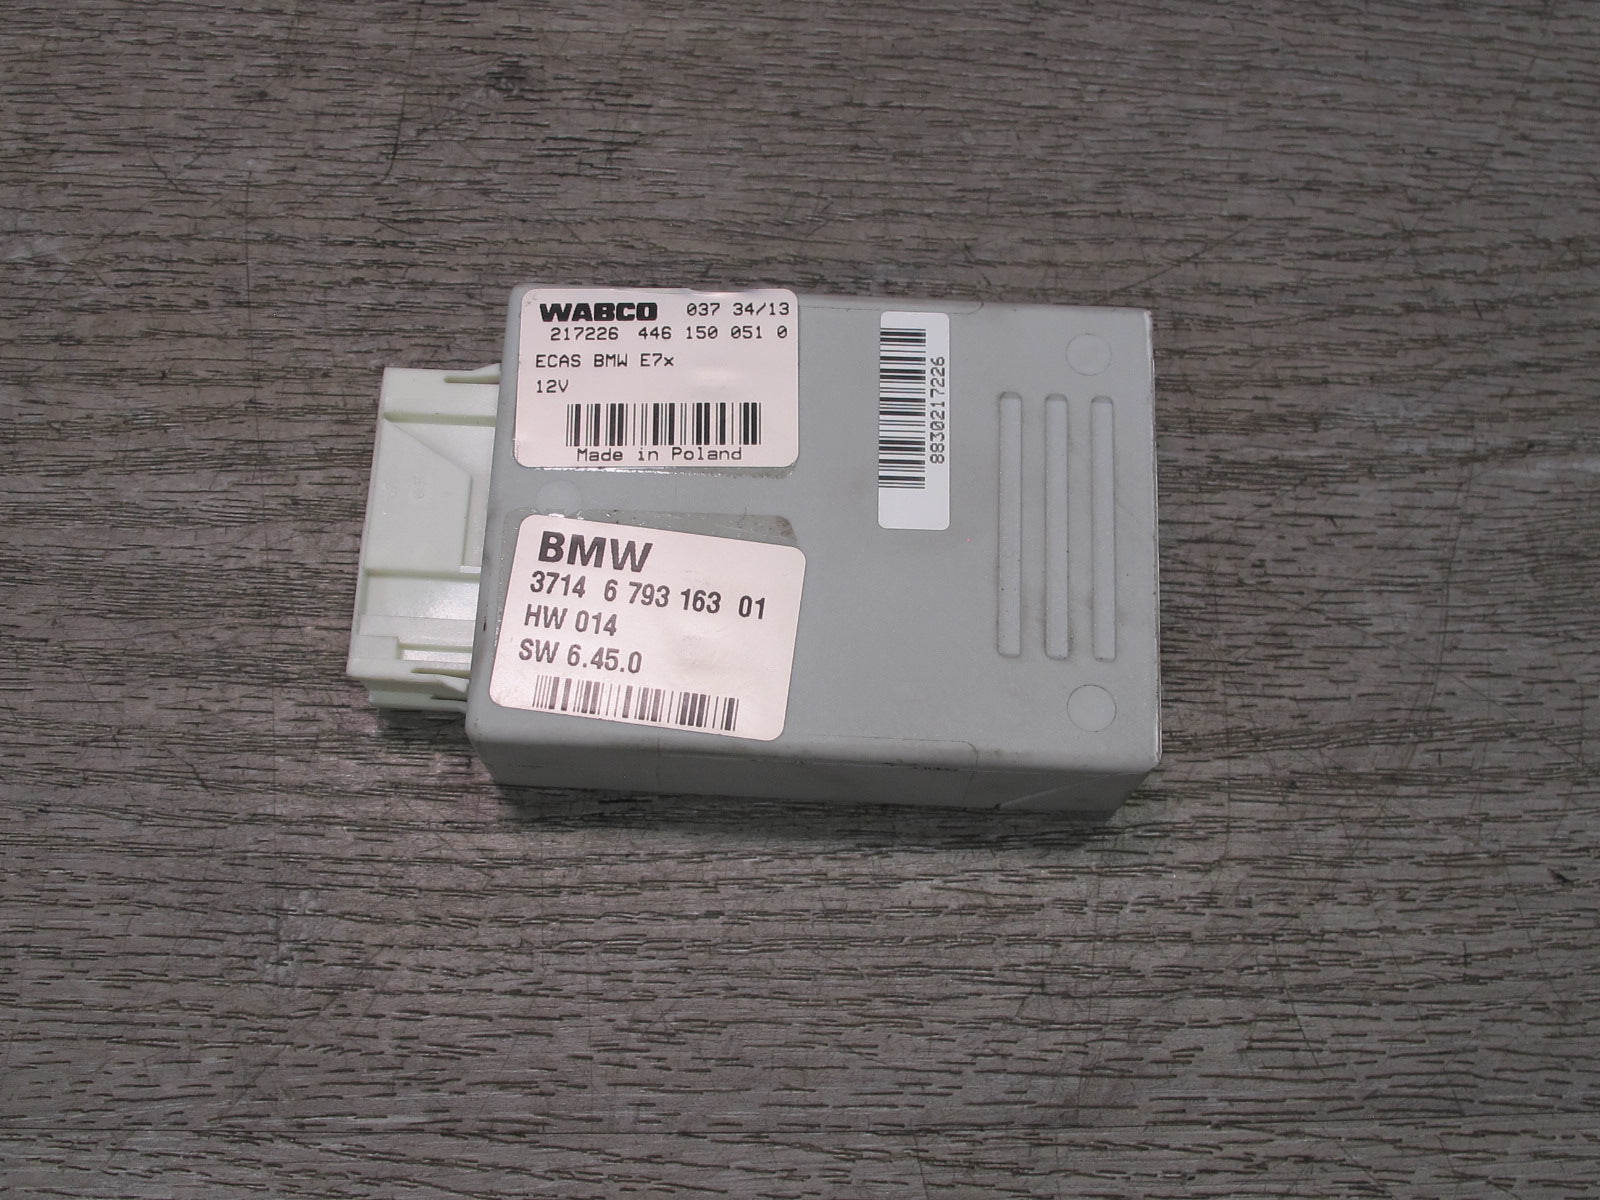 WABCO 037 34/13
217226 446 150 051 0
ECAS BMW E7x
12V
Made in Poland
8830217226
BMW
3714 6 793 163 01
HW 014
SW 6.45.0